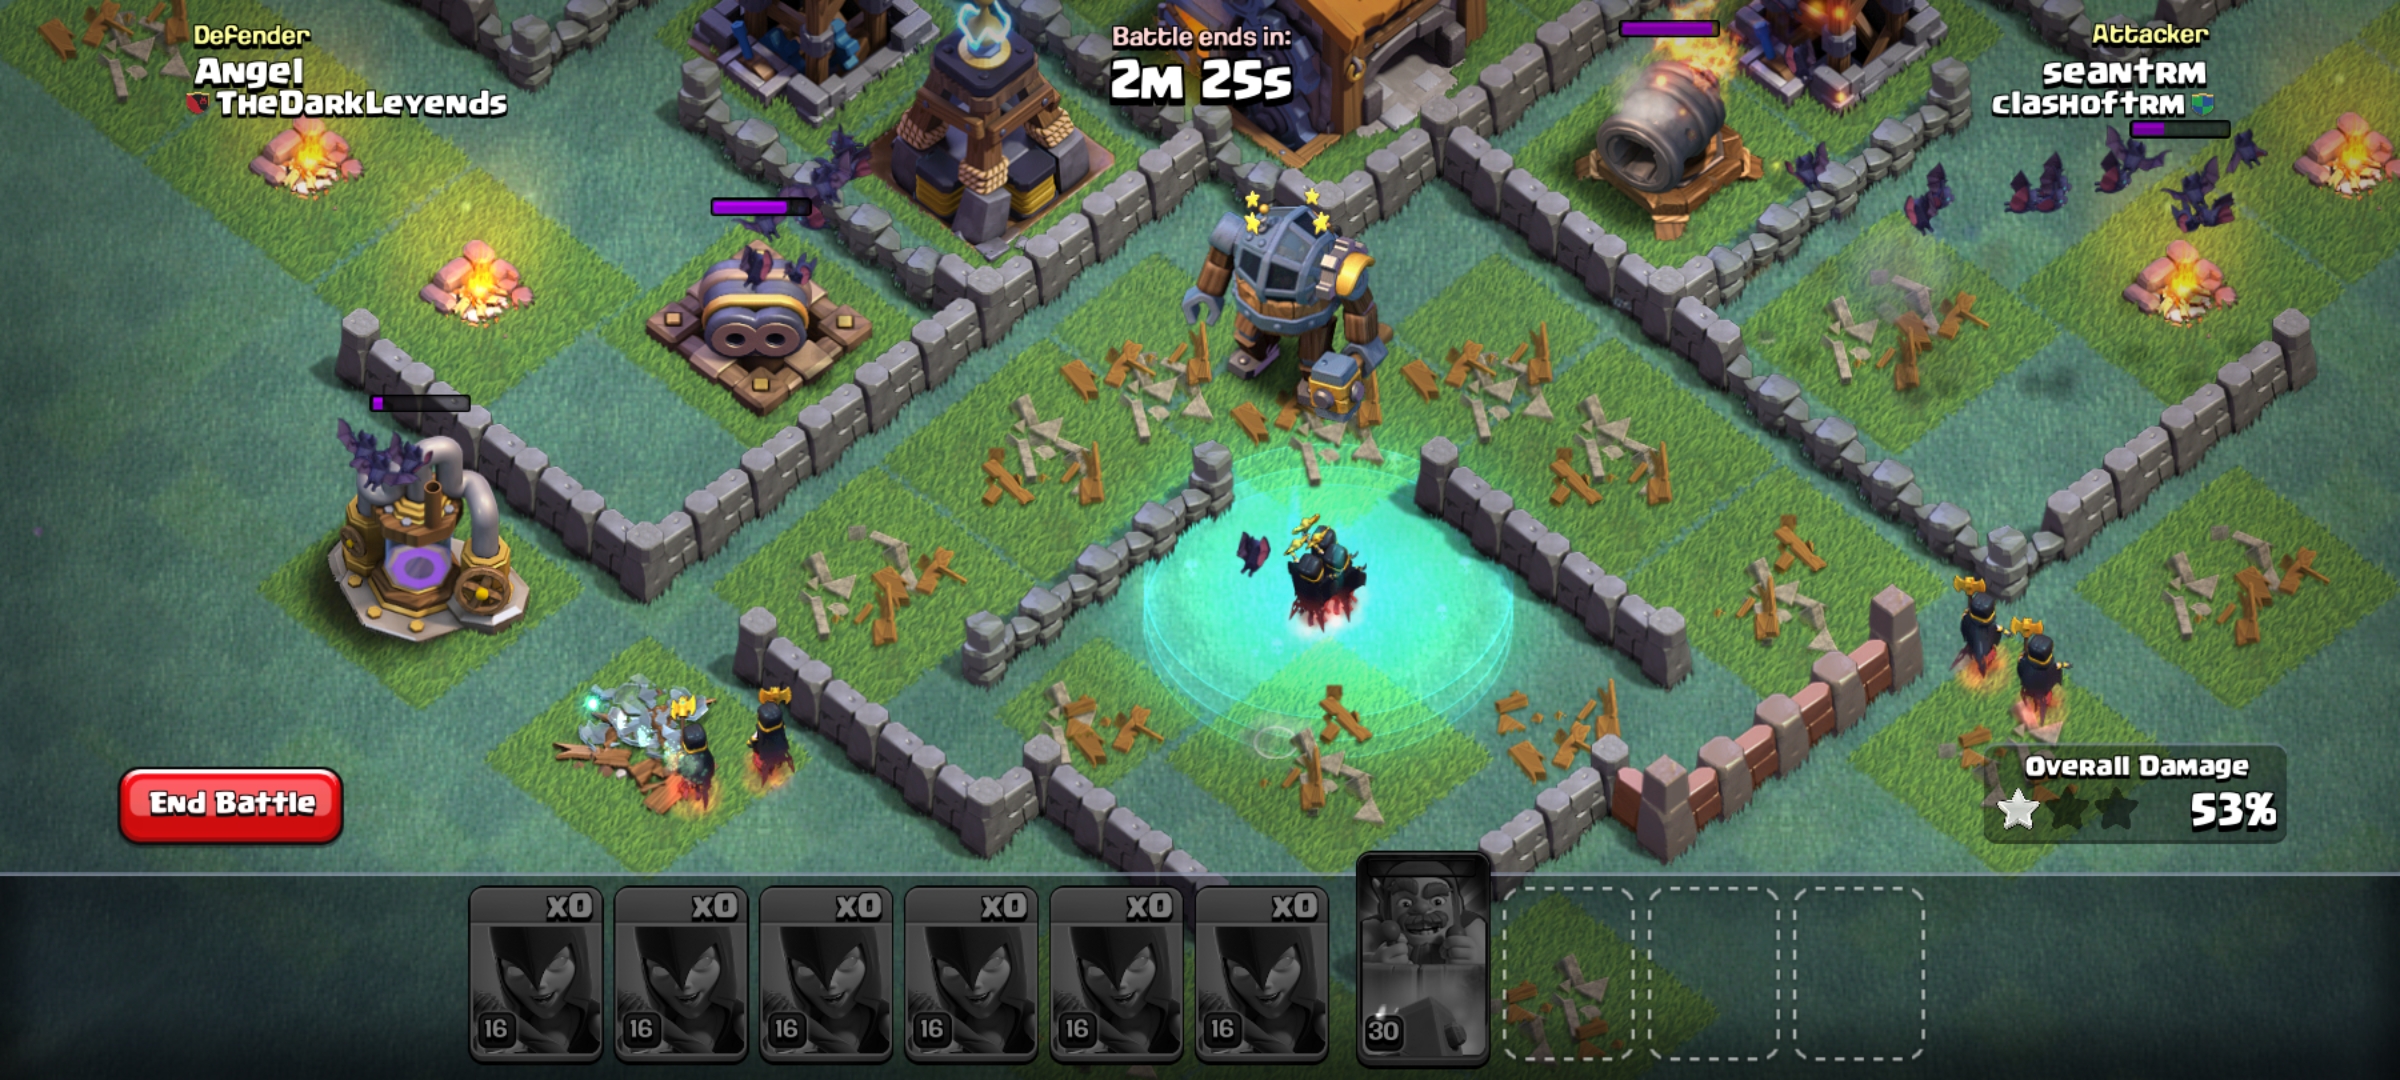 Defender
Angel
TheDarkLeyends
Battle ends in:
2M 25s
Attacker
seantRM
clashoftRM
End Battle
Overall Damage
53%
x0
x0
x0
x0
x0
x0
16
16
16
16
16
16
30